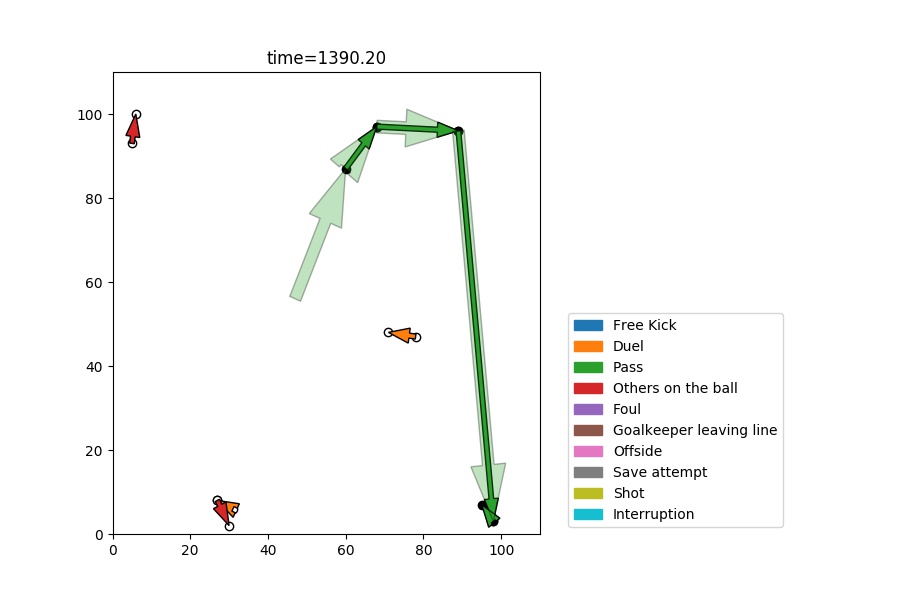 time=1390.20
100
80
60
40
20
0
0 20 40 60 80 100
Free Kick
Duel
Pass
Others on the ball
Foul
Goalkeeper leaving line
Offside
Save attempt
Shot
Interruption